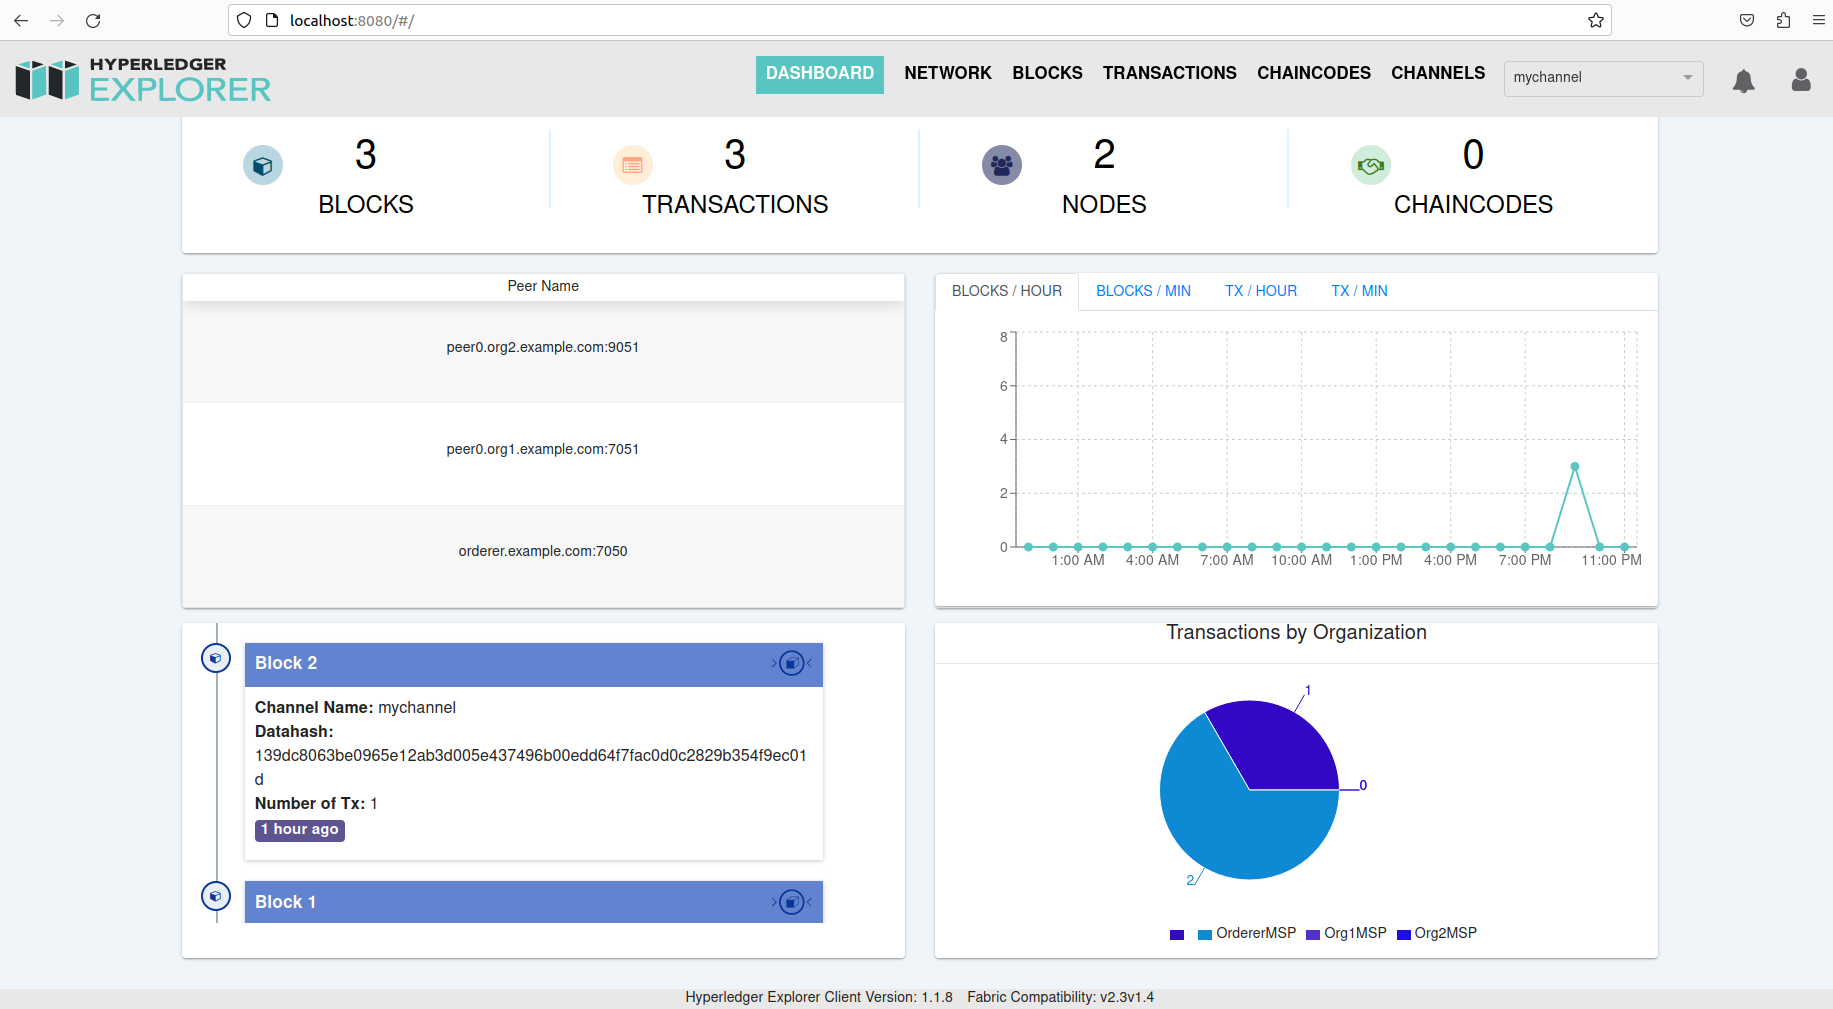 localhost:8080/#/
HYPERLEDGER
EXPLORER
DASHBOARD NETWORK BLOCKS TRANSACTIONS CHAINCODES CHANNELS mychannel
3 3 2 0
BLOCKS TRANSACTIONS NODES CHAINCODES
Peer Name
peer0.org2.example.com:9051
peer0.org1.example.com:7051
orderer.example.com:7050
BLOCKS / HOUR BLOCKS / MIN TX / HOUR TX / MIN
8
6
4
2
0
1:00 AM 4:00 AM 7:00 AM 10:00 AM 1:00 PM 4:00 PM 7:00 PM 11:00 PM
Block 2
Channel Name: mychannel
Datahash:
139dc8063be0965e12ab3d005e437496b00edd64f7fac0d0c2829b354f9ec01
d
Number of Tx: 1
1 hour ago
Block 1
Transactions by Organization
1
0
2
OrdererMSP Org1MSP Org2MSP
Hyperledger Explorer Client Version: 1.1.8 Fabric Compatibility: v2.3v1.4